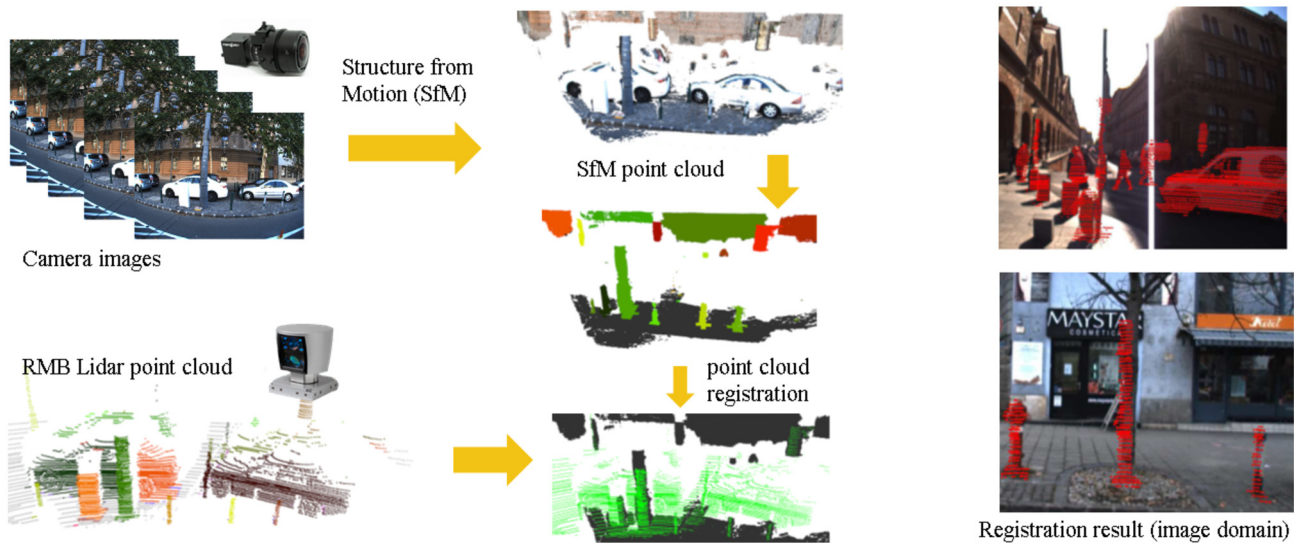 Structure from
Motion (SfM)
Camera images
SfM point cloud
RMB Lidar point cloud
point cloud
registration
MAYSTAR
COSMETICA
Registration result (image domain)